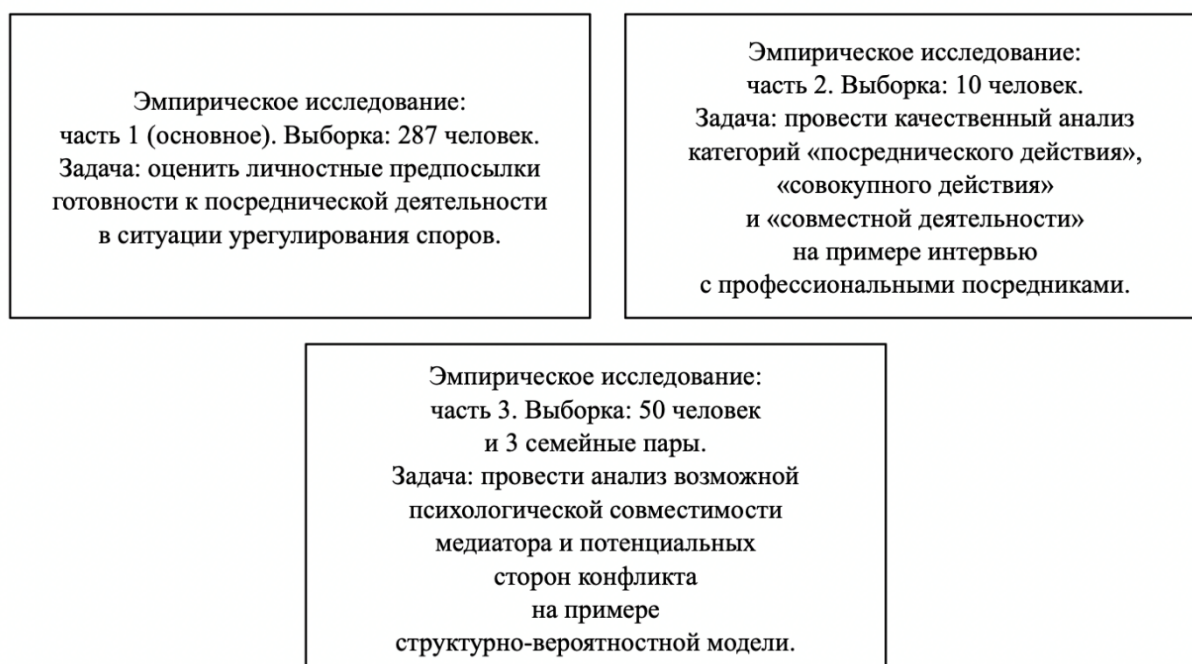 Эмпирическое исследование:
часть 1 (основное). Выборка: 287 человек.
Задача: оценить личностные предпосылки
готовности к посреднической деятельности
в ситуации урегулирования споров.
Эмпирическое исследование:
часть 2. Выборка: 10 человек.
Задача: провести качественный анализ
категорий «посреднического действия»,
«совокупного действия»
и «совместной деятельности»
на примере интервью
с профессиональными посредниками.
Эмпирическое исследование:
часть 3. Выборка: 50 человек
и 3 семейные пары.
Задача: провести анализ возможной
психологической совместимости
медиатора и потенциальных
сторон конфликта
на примере
структурно-вероятностной модели.